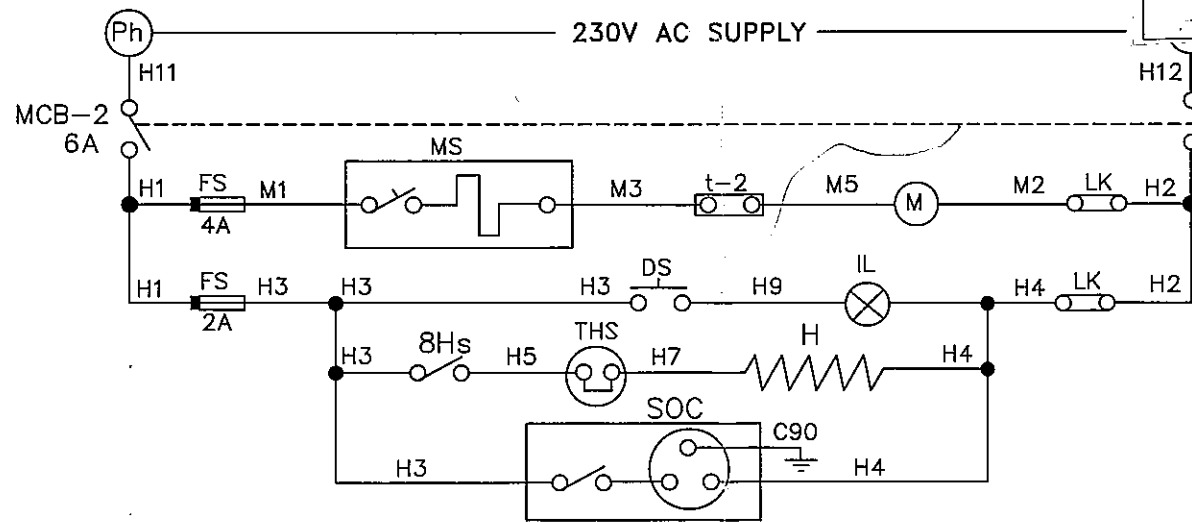 Ph 230V AC SUPPLY
H11 H12
MCB-2
6A
MS
H1 FS M1 M3 t-2 M5 M M2 LK H2
4A
H1 FS H3 H3 H3 DS H9 IL H4 LK H2
2A
H3 8Hs H5 THS H7 H H4
SOC
C90
H3 H4